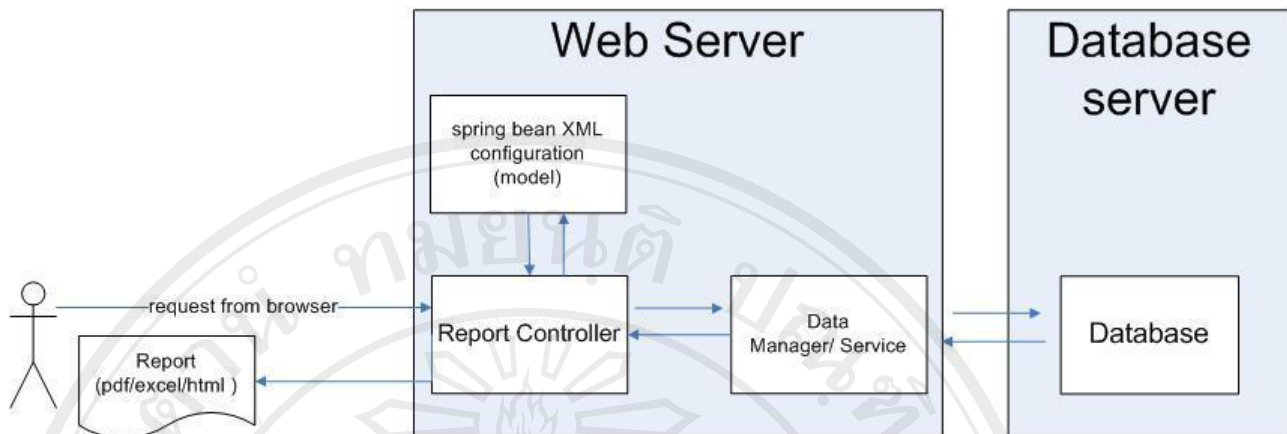 Web Server
Database
server
spring bean XML
configuration
(model)
request from browser
Report Controller
Data
Manager/ Service
Database
Report
(pdf/excel/html )